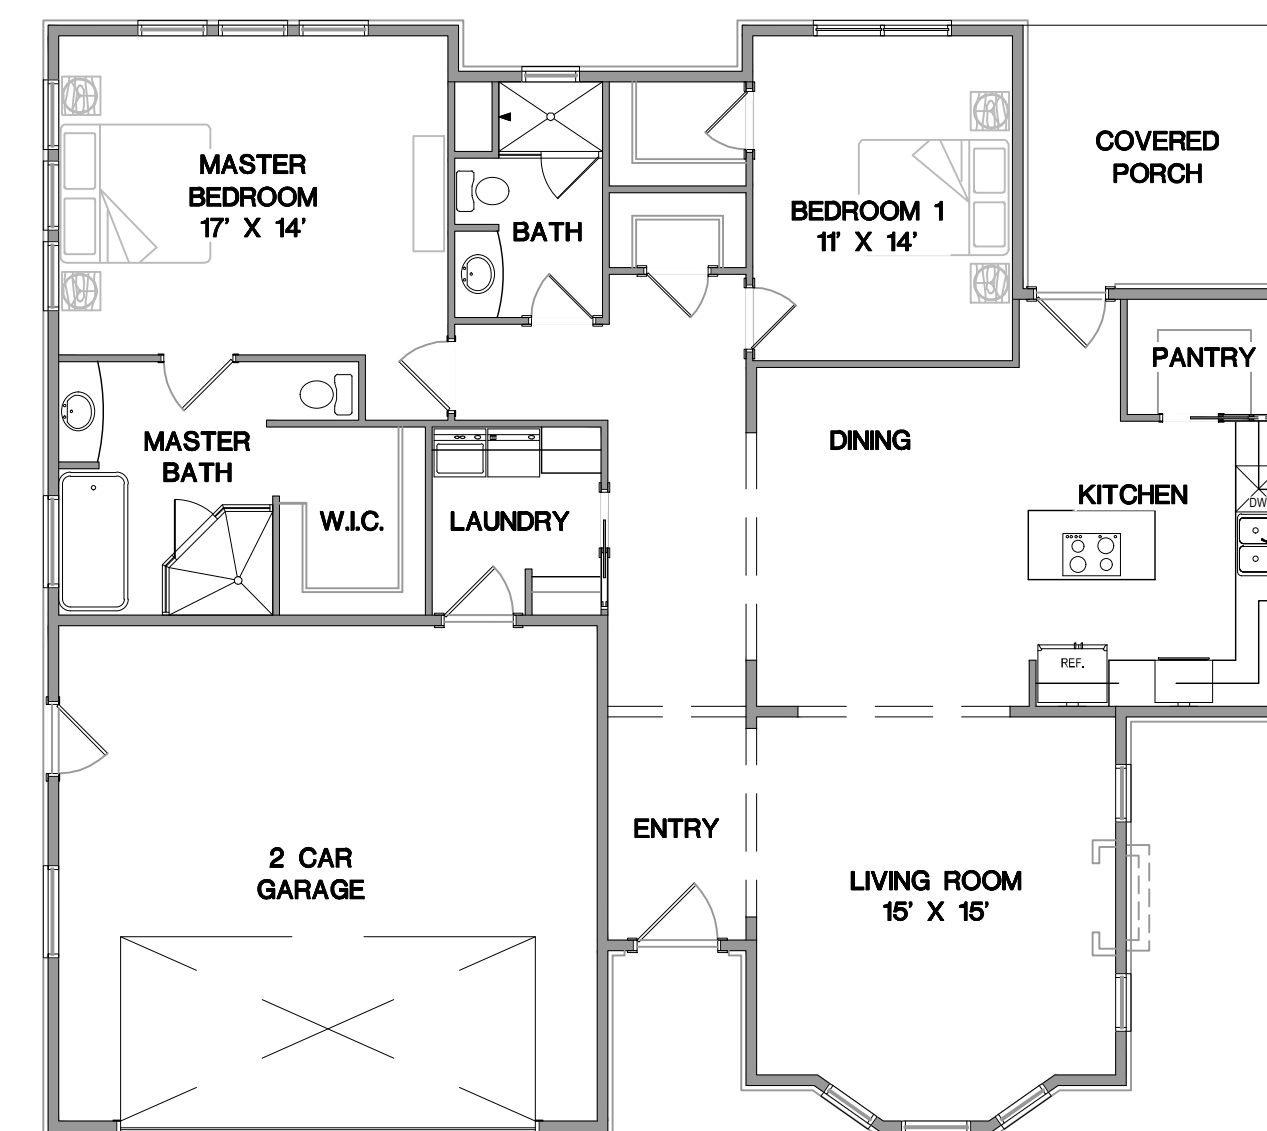 MASTER
BEDROOM
17' X 14'
BATH
BEDROOM 1
11' X 14'
COVERED
PORCH
PANTRY
DINING
KITCHEN
DW
MASTER
BATH
W.I.C.
LAUNDRY
REF.
ENTRY
2 CAR
GARAGE
LIVING ROOM
15' X 15'